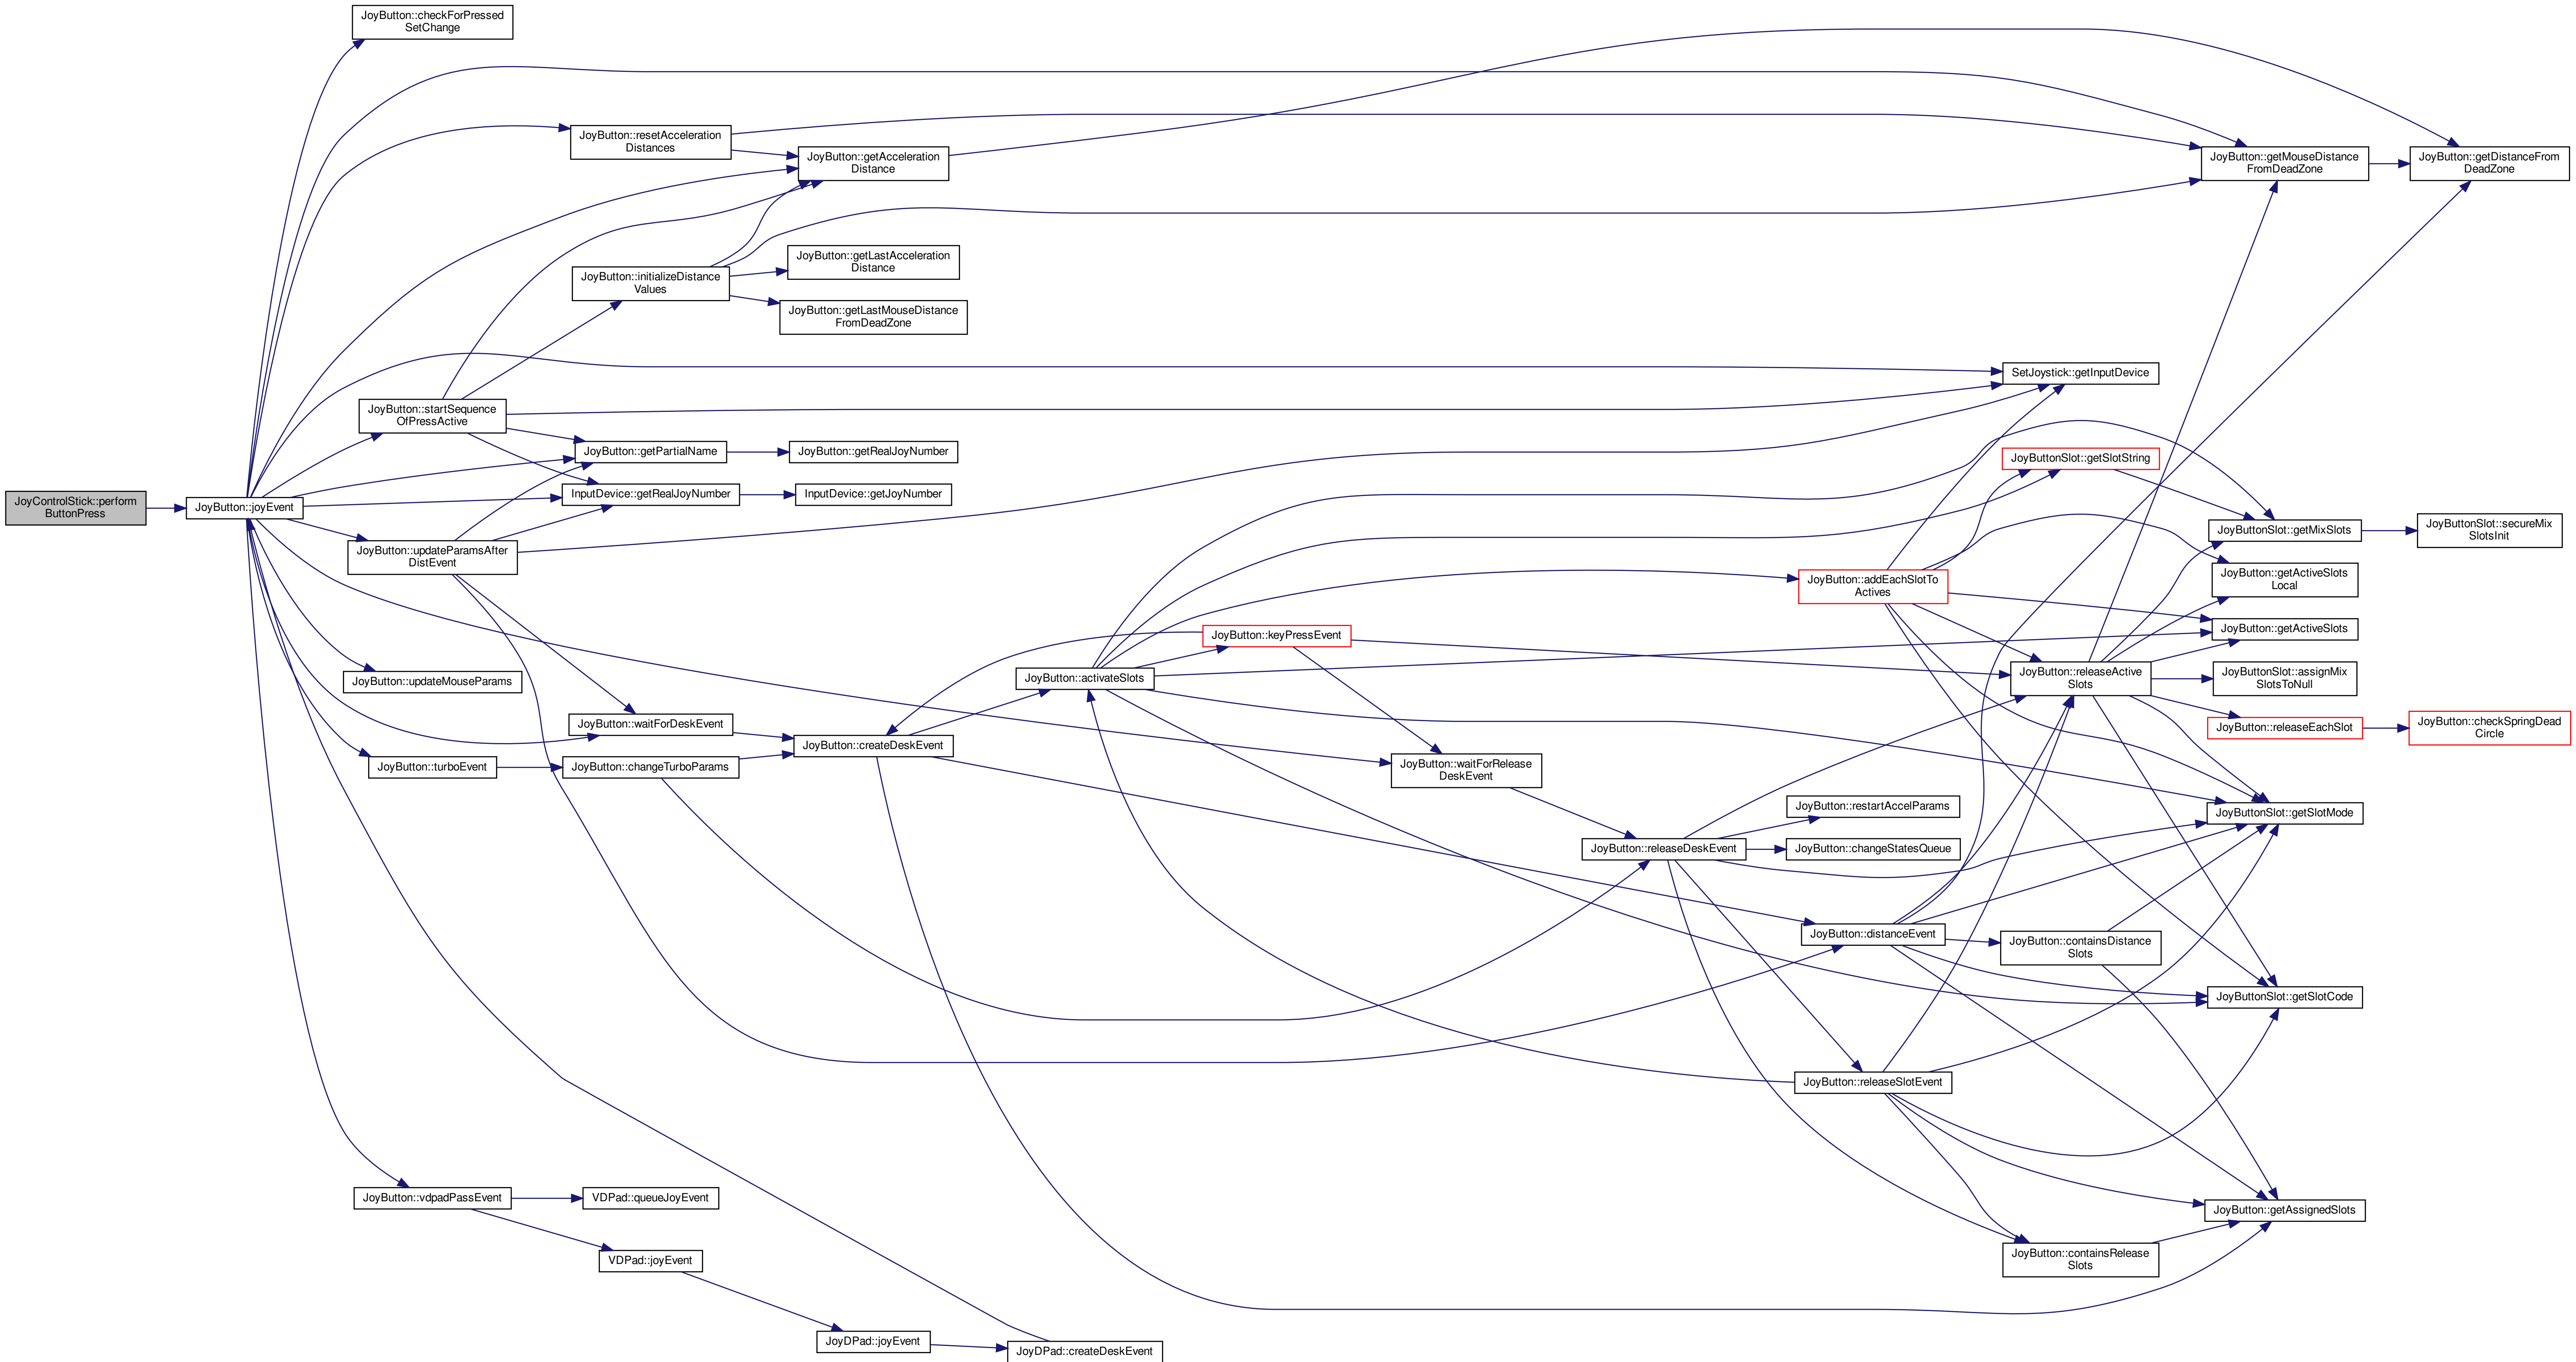 JoyControlStick::perform
ButtonPress
JoyButton::joyEvent
JoyButton::checkForPressed
SetChange
JoyButton::startSequence
OfPressActive
JoyButton::updateParamsAfter
DistEvent
JoyButton::updateMouseParams
JoyButton::turboEvent
JoyButton::vdpadPassEvent
JoyButton::resetAcceleration
Distances
JoyButton::initializeDistance
Values
JoyButton::getPartialName
InputDevice::getRealJoyNumber
JoyButton::waitForDeskEvent
JoyButton::changeTurboParams
VDPad::queueJoyEvent
VDPad::joyEvent
JoyButton::getAcceleration
Distance
JoyButton::getLastAcceleration
Distance
JoyButton::getLastMouseDistance
FromDeadZone
JoyButton::getRealJoyNumber
InputDevice::getJoyNumber
JoyButton::createDeskEvent
JoyDPad::joyEvent
JoyButton::activateSlots
JoyDPad::createDeskEvent
JoyButton::keyPressEvent
JoyButton::waitForRelease
DeskEvent
JoyButton::releaseDeskEvent
JoyButton::addEachSlotTo
Actives
JoyButton::restartAccelParams
JoyButton::changeStatesQueue
JoyButton::distanceEvent
JoyButton::releaseSlotEvent
SetJoystick::getInputDevice
JoyButtonSlot::getSlotString
JoyButton::releaseActive
Slots
JoyButton::containsDistance
Slots
JoyButton::containsRelease
Slots
JoyButton::getMouseDistance
FromDeadZone
JoyButtonSlot::getMixSlots
JoyButton::getActiveSlots
Local
JoyButton::getActiveSlots
JoyButtonSlot::assignMix
SlotsToNull
JoyButton::releaseEachSlot
JoyButtonSlot::getSlotMode
JoyButtonSlot::getSlotCode
JoyButton::getAssignedSlots
JoyButton::getDistanceFrom
DeadZone
JoyButtonSlot::secureMix
SlotsInit
JoyButton::checkSpringDead
Circle